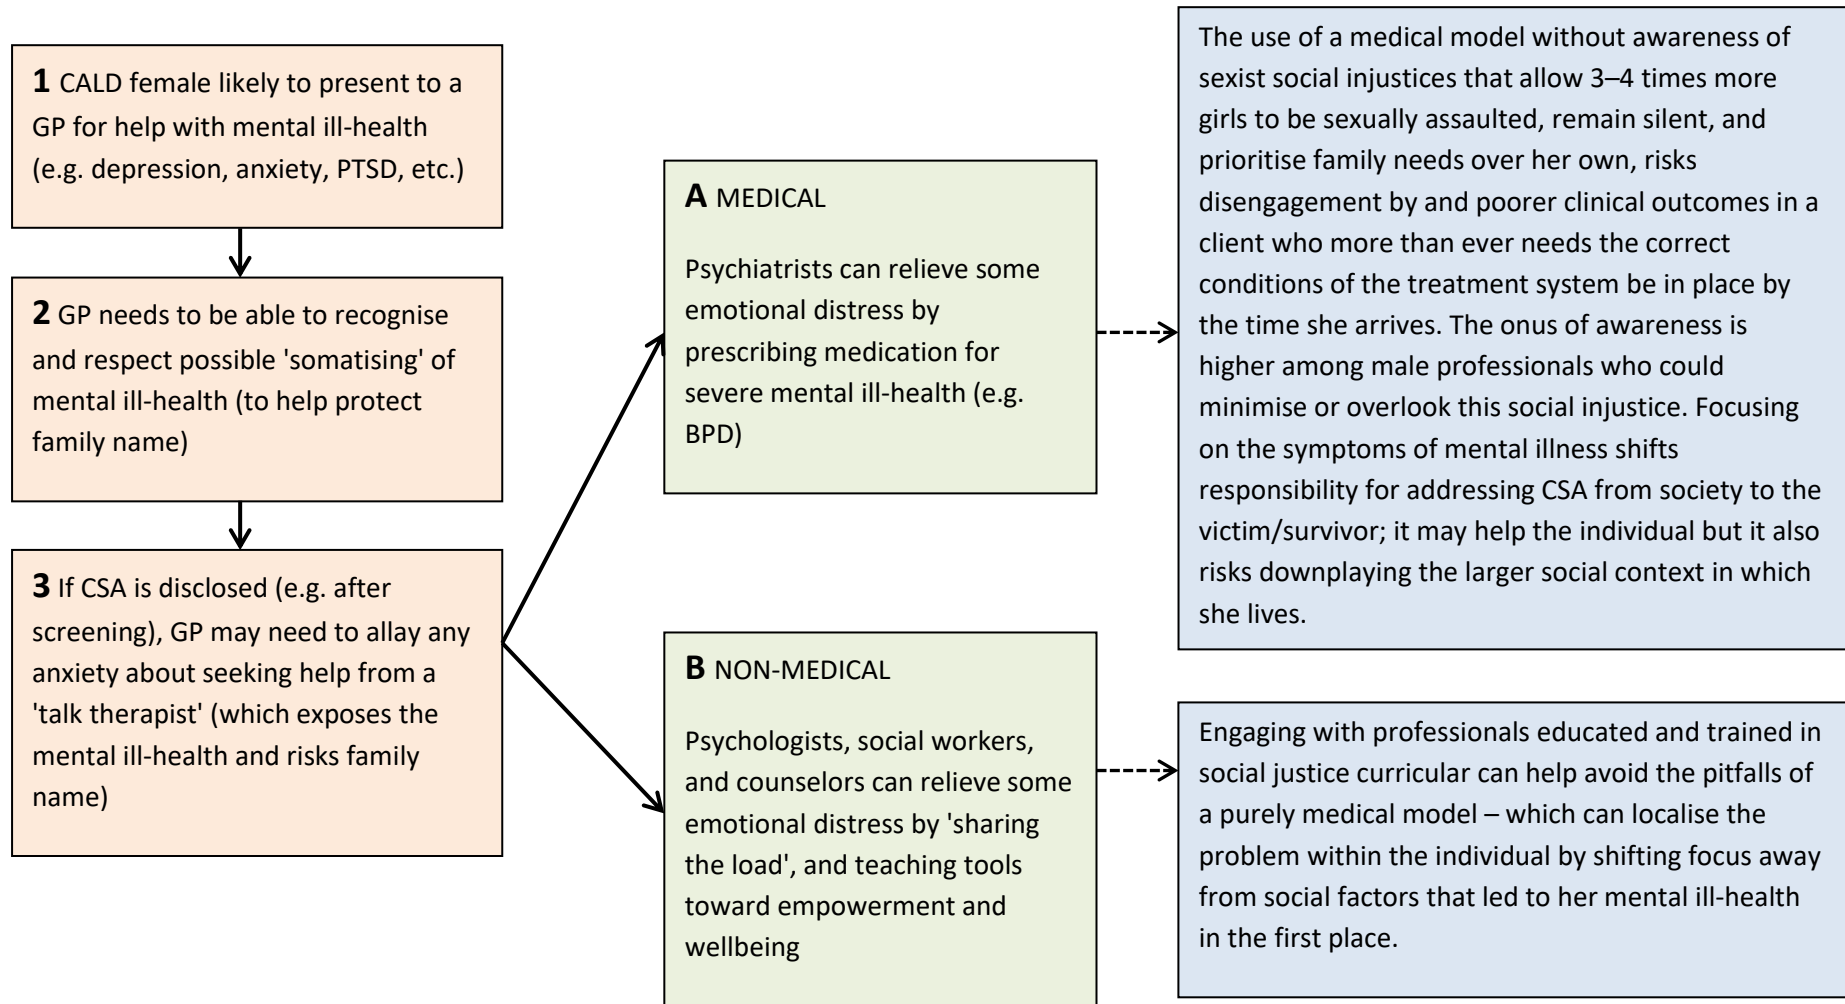 1 CALD female likely to present to a
GP for help with mental ill-health
(e.g. depression, anxiety, PTSD, etc.)
2 GP needs to be able to recognise
and respect possible 'somatising' of
mental ill-health (to help protect
family name)
3 If CSA is disclosed (e.g. after
screening), GP may need to allay any
anxiety about seeking help from a
'talk therapist' (which exposes the
mental ill-health and risks family
name)
A MEDICAL
Psychiatrists can relieve some
emotional distress by
prescribing medication for
severe mental ill-health (e.g.
BPD)
B NON-MEDICAL
Psychologists, social workers,
and counselors can relieve some
emotional distress by 'sharing
the load', and teaching tools
toward empowerment and
wellbeing
The use of a medical model without awareness of
sexist social injustices that allow 3–4 times more
girls to be sexually assaulted, remain silent, and
prioritise family needs over her own, risks
disengagement by and poorer clinical outcomes in a
client who more than ever needs the correct
conditions of the treatment system be in place by
the time she arrives. The onus of awareness is
higher among male professionals who could
minimise or overlook this social injustice. Focusing
on the symptoms of mental illness shifts
responsibility for addressing CSA from society to the
victim/survivor; it may help the individual but it also
risks downplaying the larger social context in which
she lives.
Engaging with professionals educated and trained in
social justice curricular can help avoid the pitfalls of
a purely medical model – which can localise the
problem within the individual by shifting focus away
from social factors that led to her mental ill-health
in the first place.